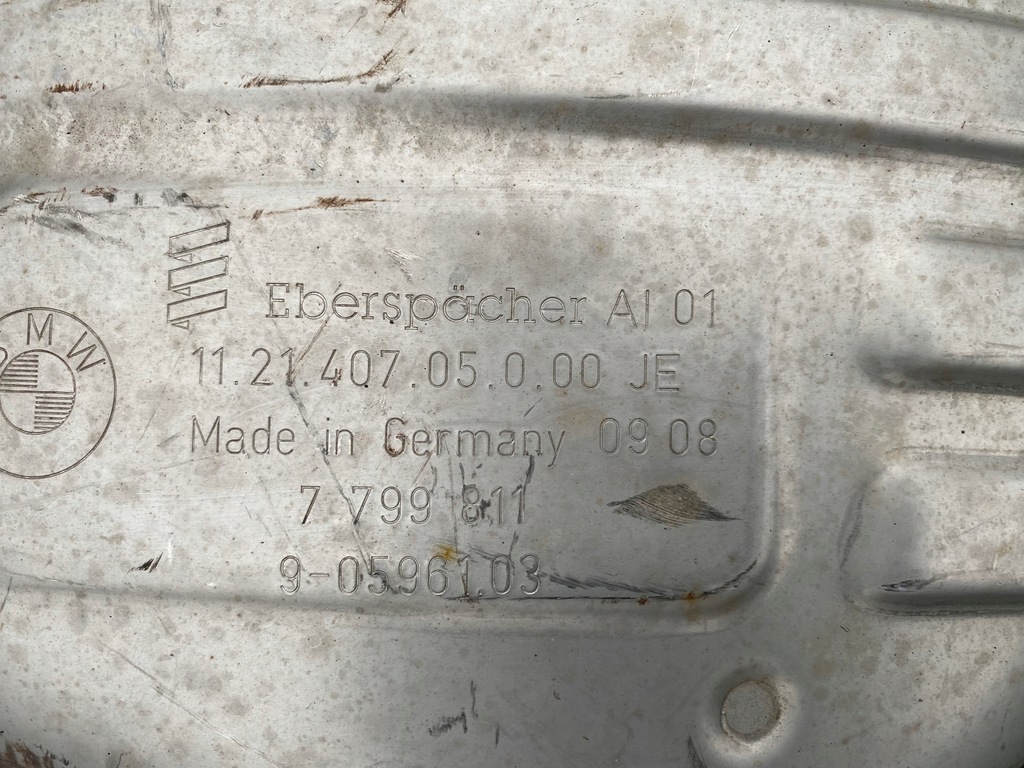 BMW
Eberspächer AI 01
11.21.407.05.0.00 JE
Made in Germany 09 08
7 799 811
9-05961.03